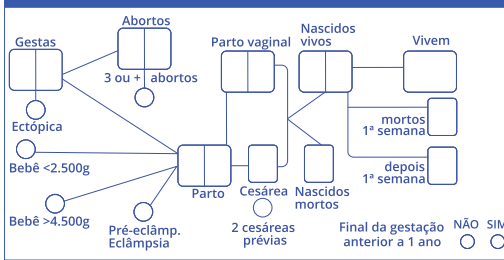 Abortos
Gestas
3 ou + abortos
Ectópica
Bebê <2.500g
Bebê >4.500g
Pré-eclâmp.
Eclâmpsia
Parto
Parto vaginal
Cesárea
2 cesáreas
prévias
Nascidos
vivos
Nascidos
mortos
Vivem
mortos
1ª semana
depois
1ª semana
Final da gestação
anterior a 1 ano
NÃO
SIM